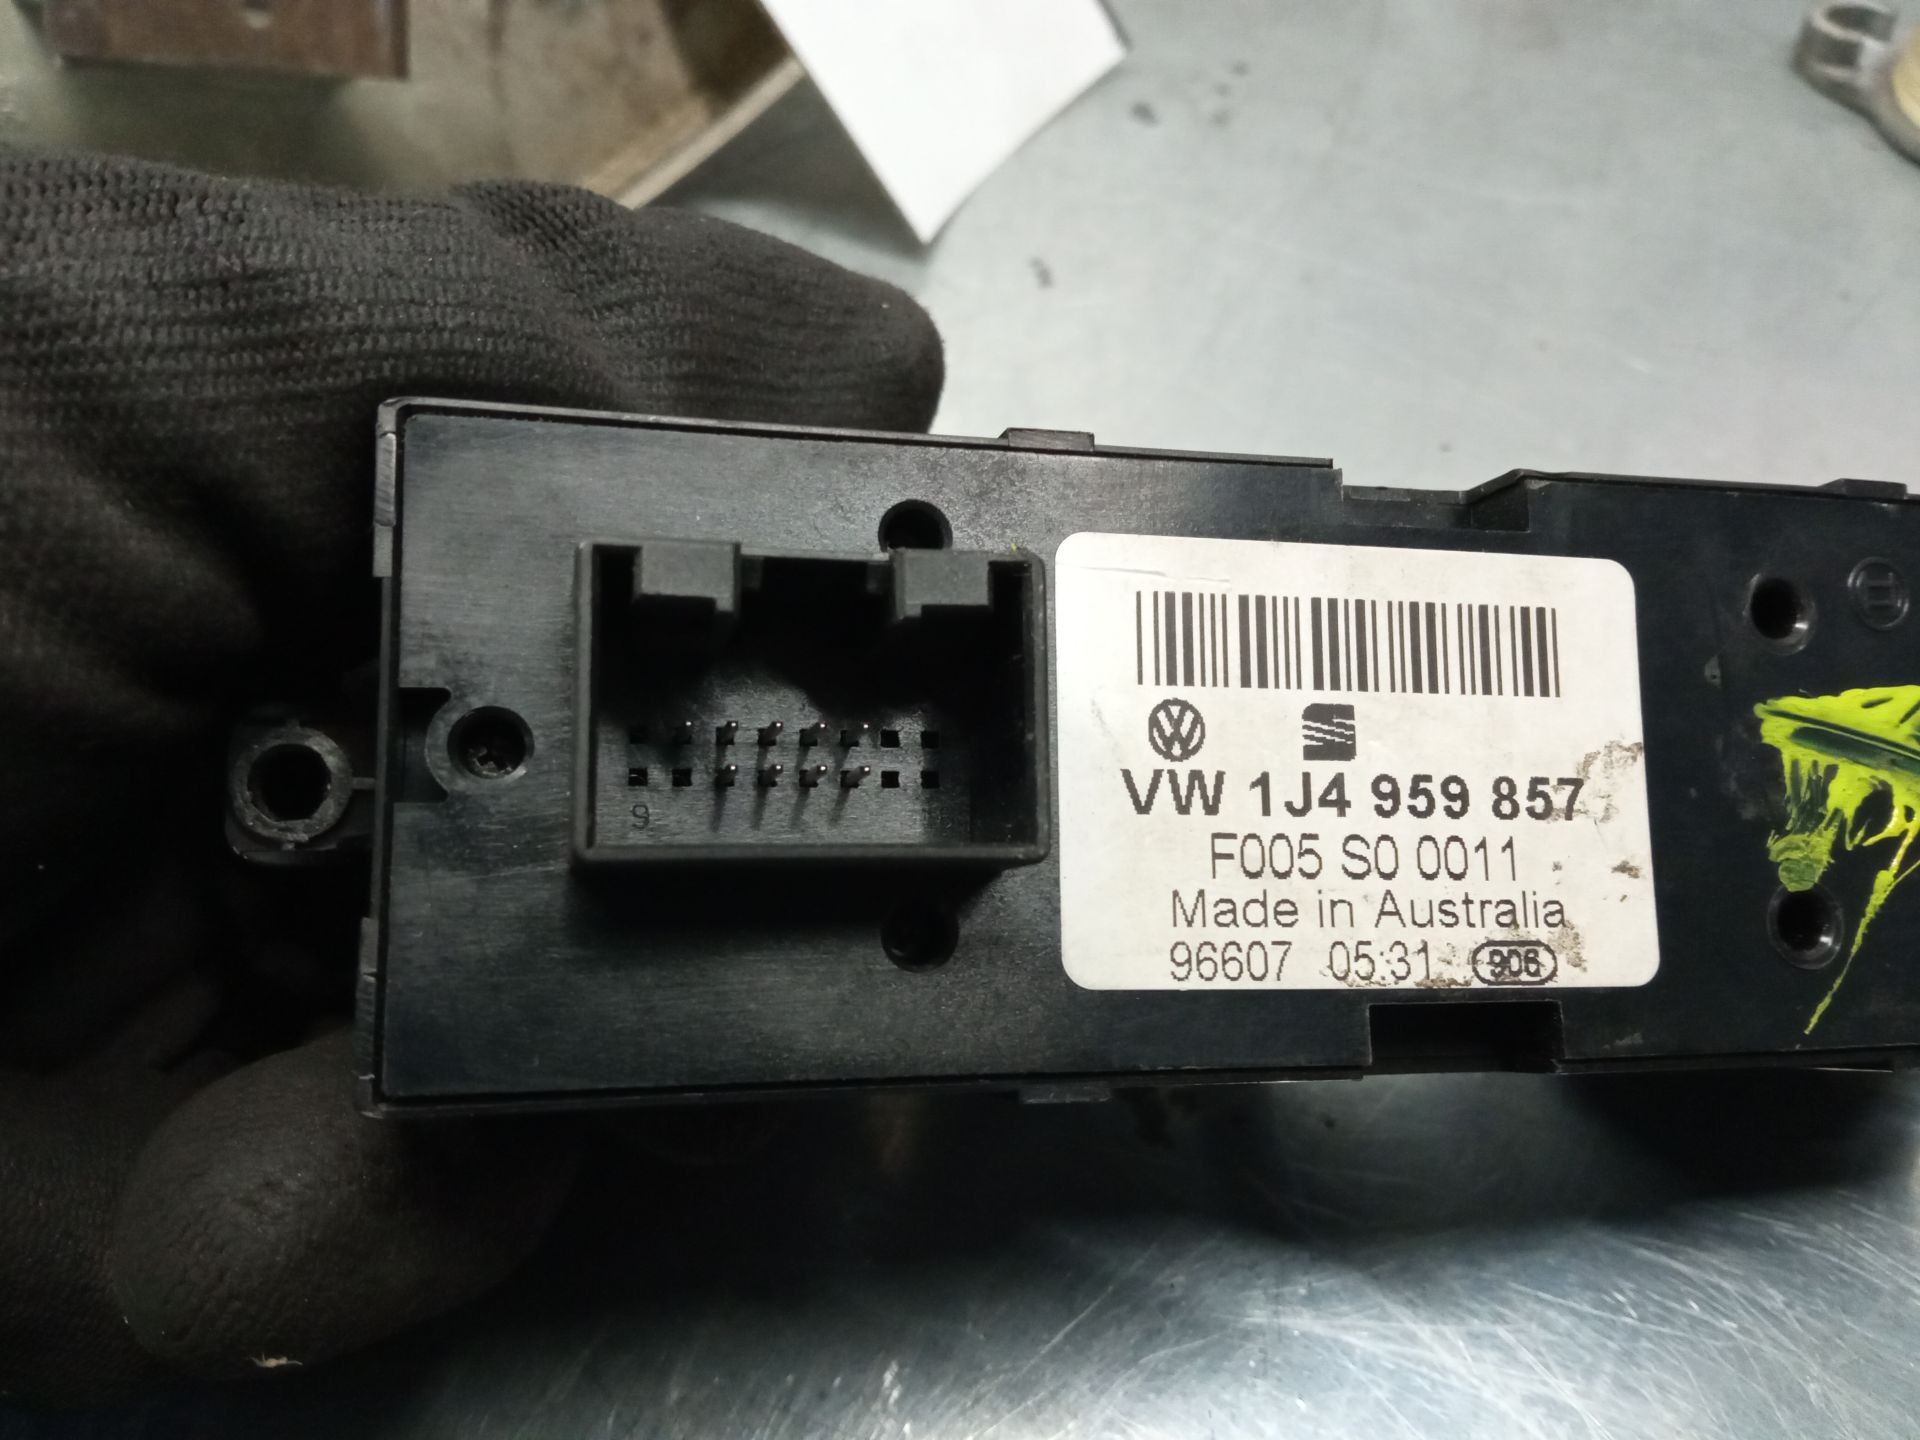 VW 1J4 959 857
F005 S0 0011
Made in Australia
96607 05:31 906
9